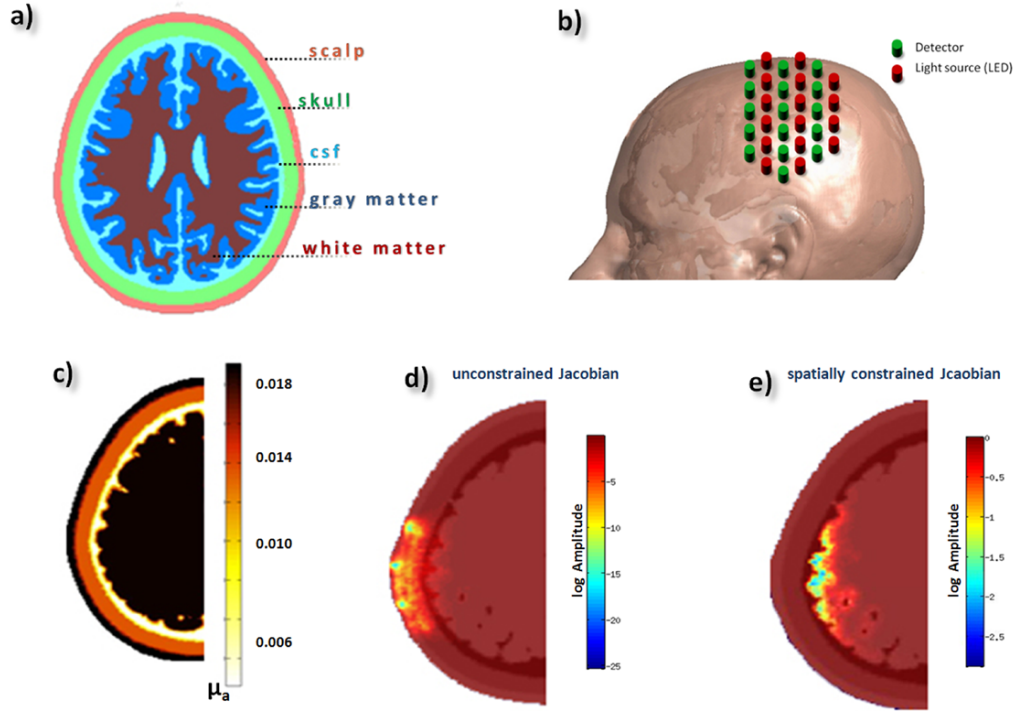 a)
scalp
skull
csf
gray matter
white matter
b)
Detector
Light source (LED)
c)
0.018
0.014
0.010
0.006
μa
d)
unconstrained Jacobian
-5
-10
-15
-20
-25
log Amplitude
e)
spatially constrained Jcaobian
0
-0.5
-1
-1.5
-2
-2.5
log Amplitude